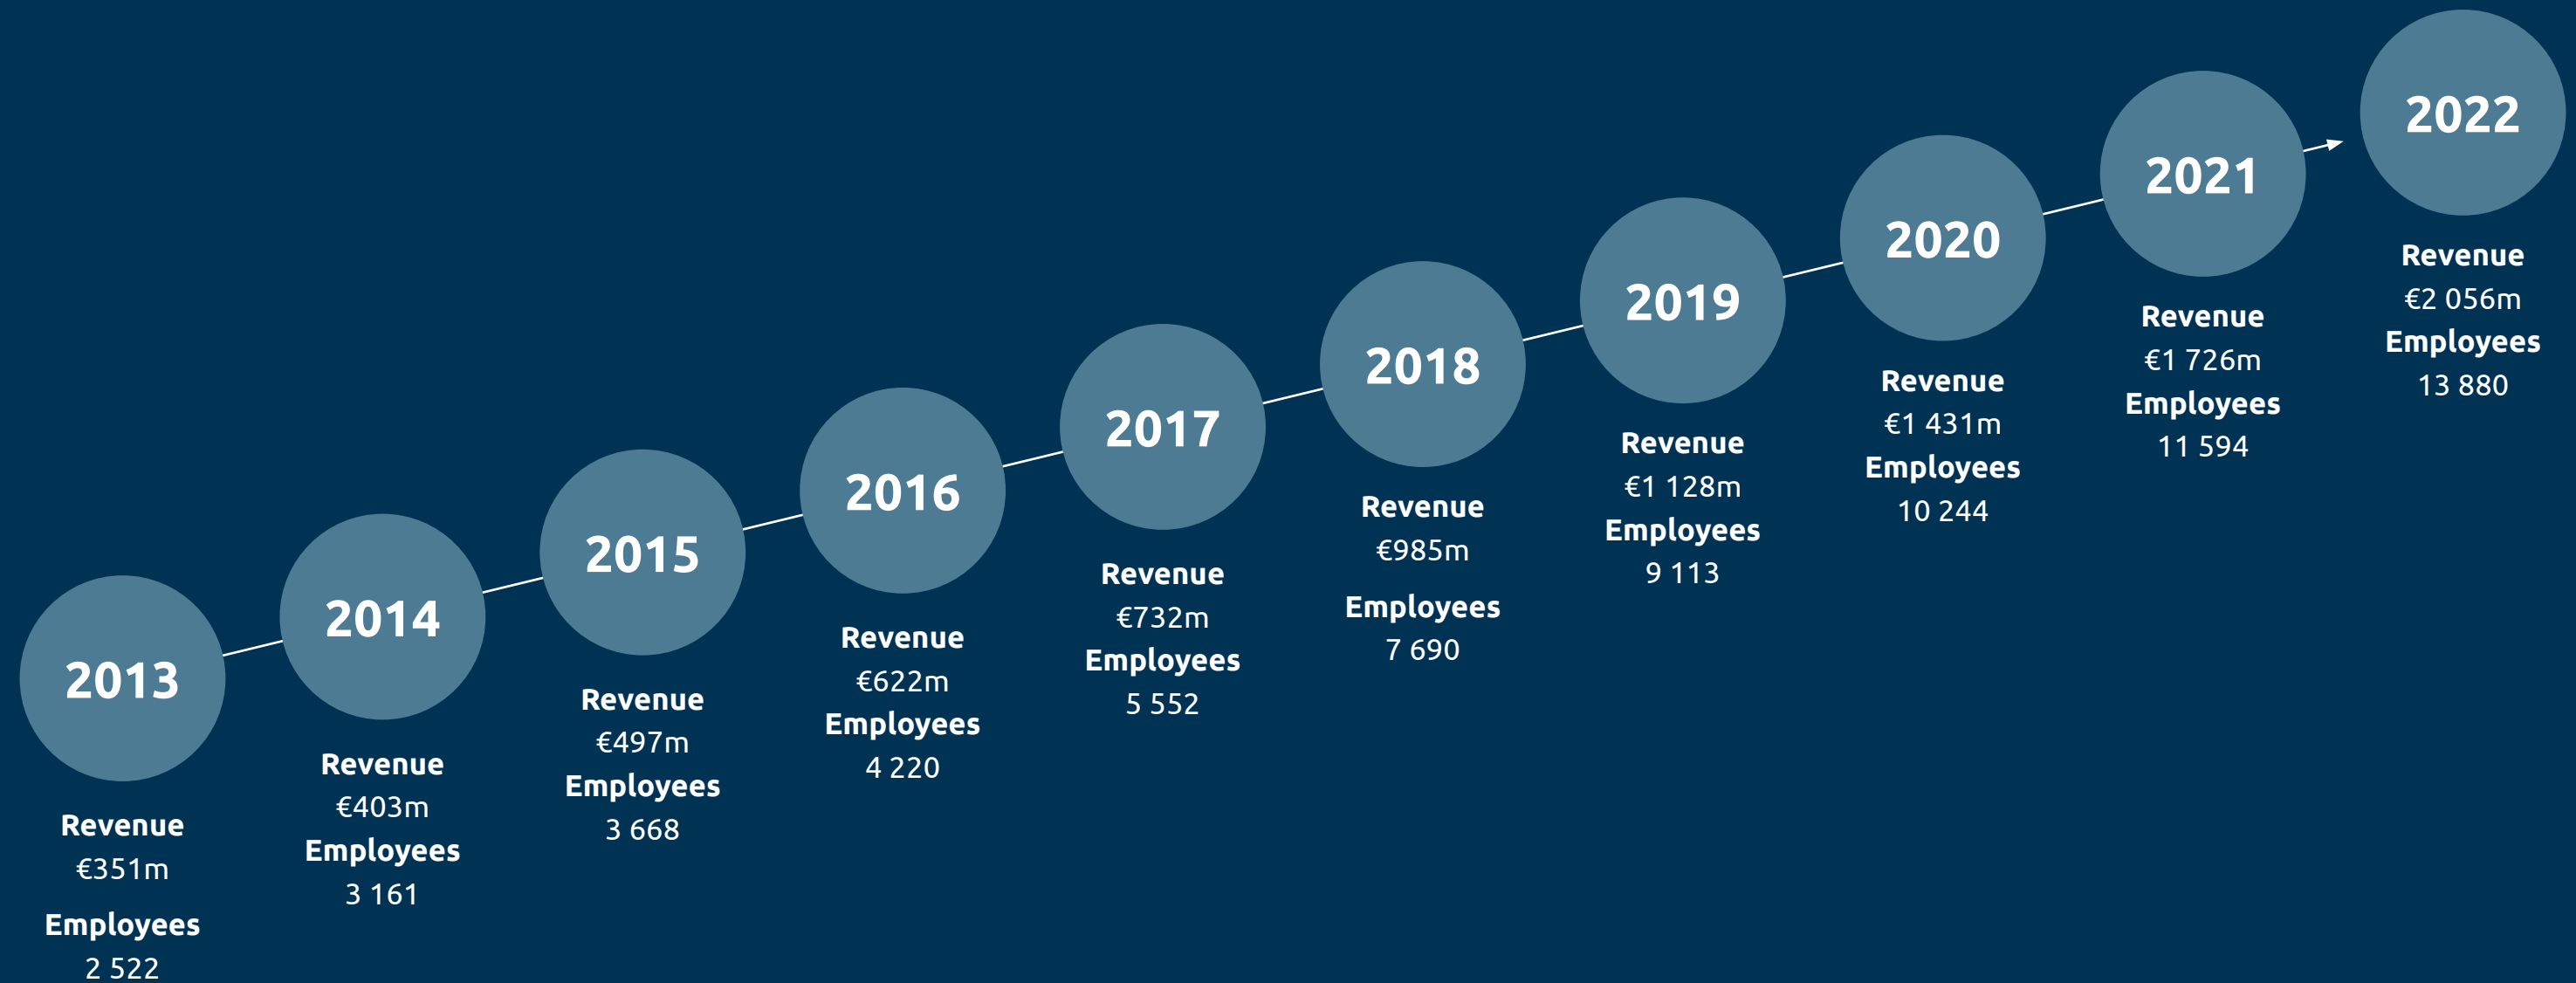 2013
Revenue
€351m
Employees
2 522
2014
Revenue
€403m
Employees
3 161
2015
Revenue
€497m
Employees
3 668
2016
Revenue
€622m
Employees
4 220
2017
Revenue
€732m
Employees
5 552
2018
Revenue
€985m
Employees
7 690
2019
Revenue
€1 128m
Employees
9 113
2020
Revenue
€1 431m
Employees
10 244
2021
Revenue
€1 726m
Employees
11 594
2022
Revenue
€2 056m
Employees
13 880